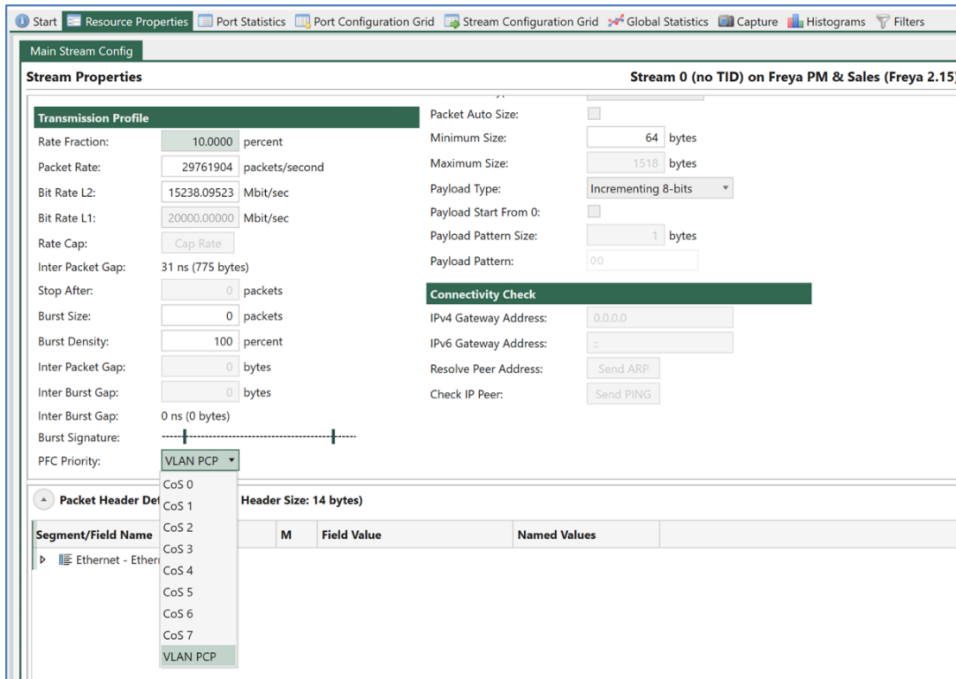 Start Resource Properties Port Statistics Port Configuration Grid Stream Configuration Grid Global Statistics Capture Histograms Filters
Main Stream Config
Stream Properties Stream 0 (no TID) on Freya PM & Sales (Freya 2.15)
Transmission Profile
Rate Fraction: 10.0000 percent
Packet Rate: 29761904 packets/second
Bit Rate L2: 15238.09523 Mbit/sec
Bit Rate L1: 20000.00000 Mbit/sec
Rate Cap: Cap Rate
Inter Packet Gap: 31 ns (775 bytes)
Stop After: 0 packets
Burst Size: 0 packets
Burst Density: 100 percent
Inter Packet Gap: 0 bytes
Inter Burst Gap: 0 bytes
Inter Burst Gap: 0 ns (0 bytes)
Burst Signature:
PFC Priority: VLAN PCP
CoS 0
CoS 1
CoS 2
CoS 3
CoS 4
CoS 5
CoS 6
CoS 7
VLAN PCP
Packet Auto Size:
Minimum Size: 64 bytes
Maximum Size: 1518 bytes
Payload Type: Incrementing 8-bits
Payload Start From 0:
Payload Pattern Size: 1 bytes
Payload Pattern: 00
Connectivity Check
IPv4 Gateway Address: 0.0.0.0
IPv6 Gateway Address: ::
Resolve Peer Address: Send ARP
Check IP Peer: Send PING
Packet Header Det Header Size: 14 bytes)
Segment/Field Name M Field Value Named Values
Ethernet - Ether